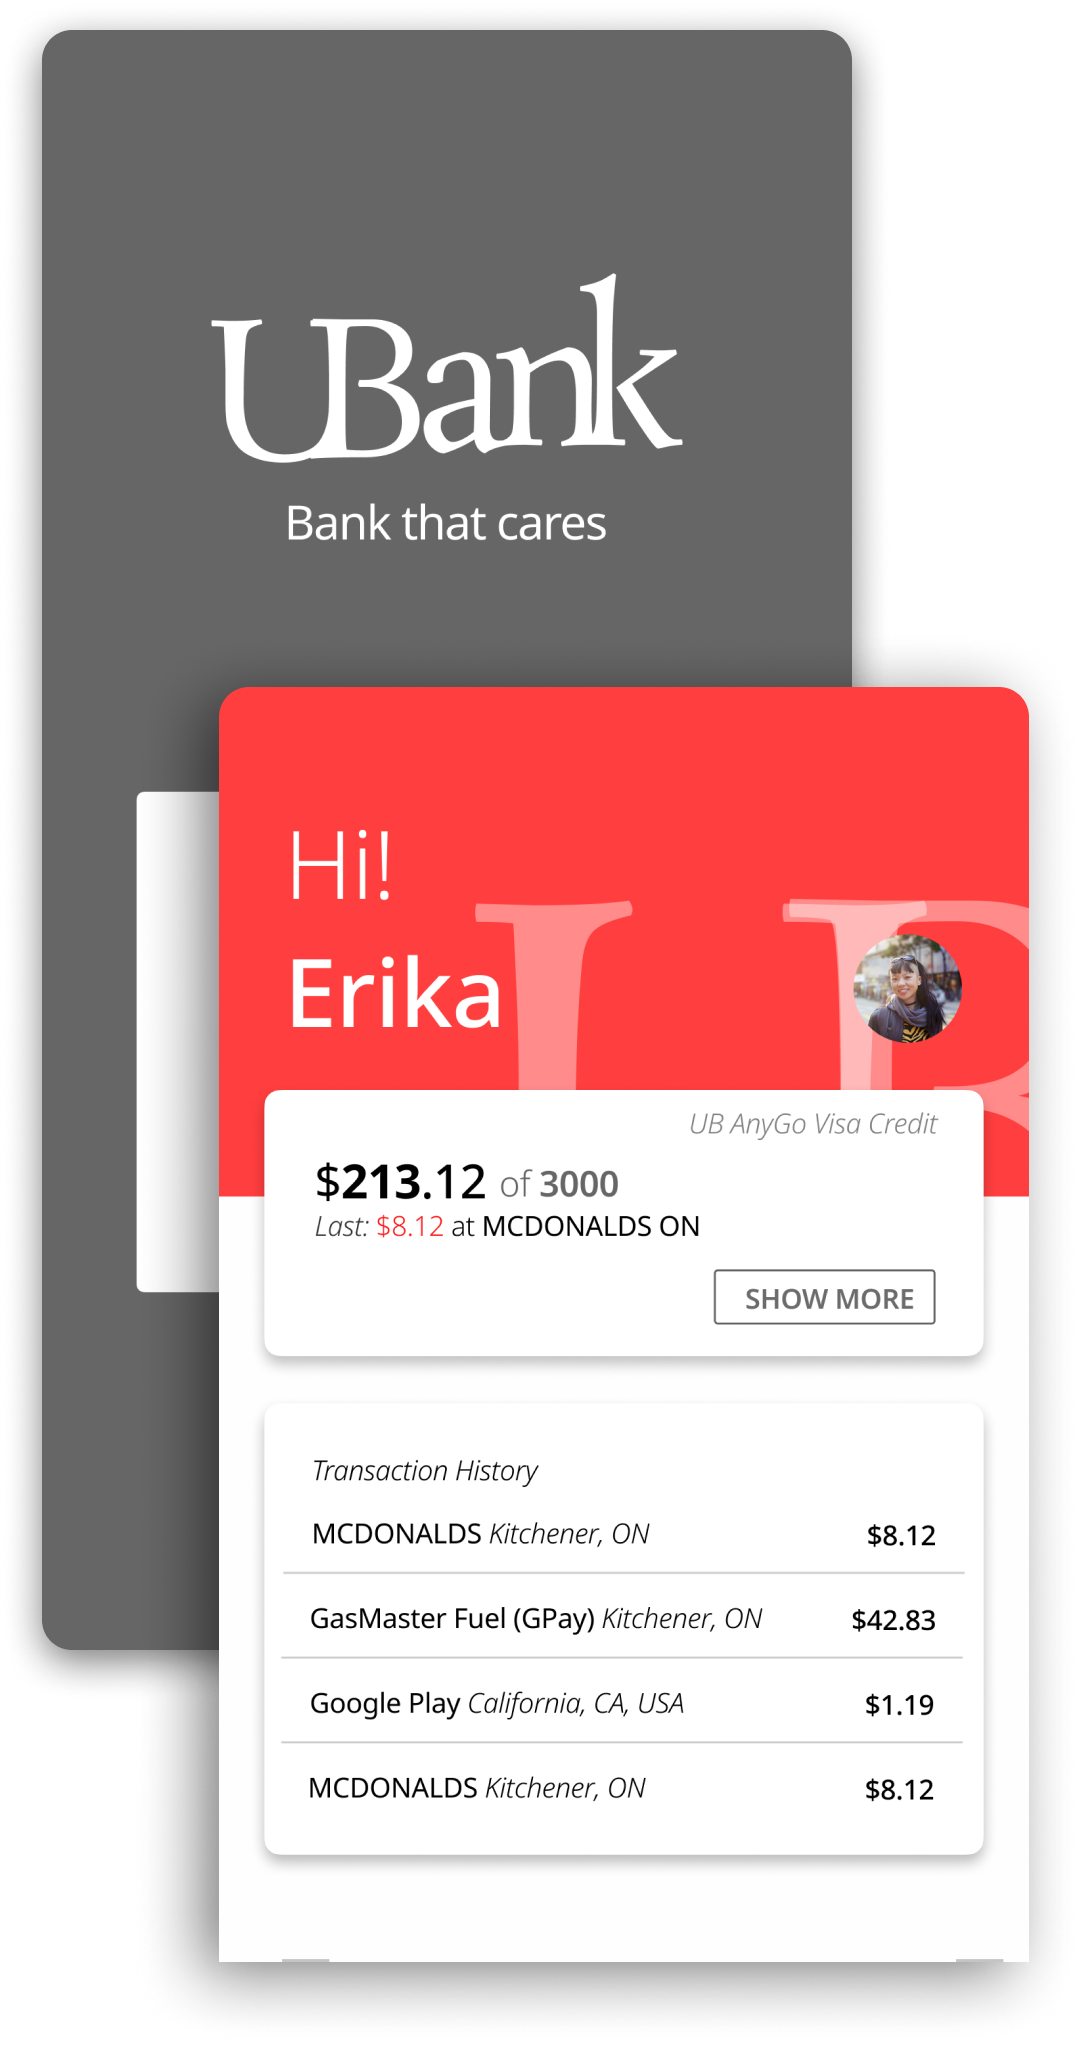 UBank
Bank that cares
Hi!
Erika
UB
UB AnyGo Visa Credit
$213.12 of 3000
Last: $8.12 at MCDONALDS ON
SHOW MORE
Transaction History
MCDONALDS Kitchener, ON $8.12
GasMaster Fuel (GPay) Kitchener, ON $42.83
Google Play California, CA, USA $1.19
MCDONALDS Kitchener, ON $8.12